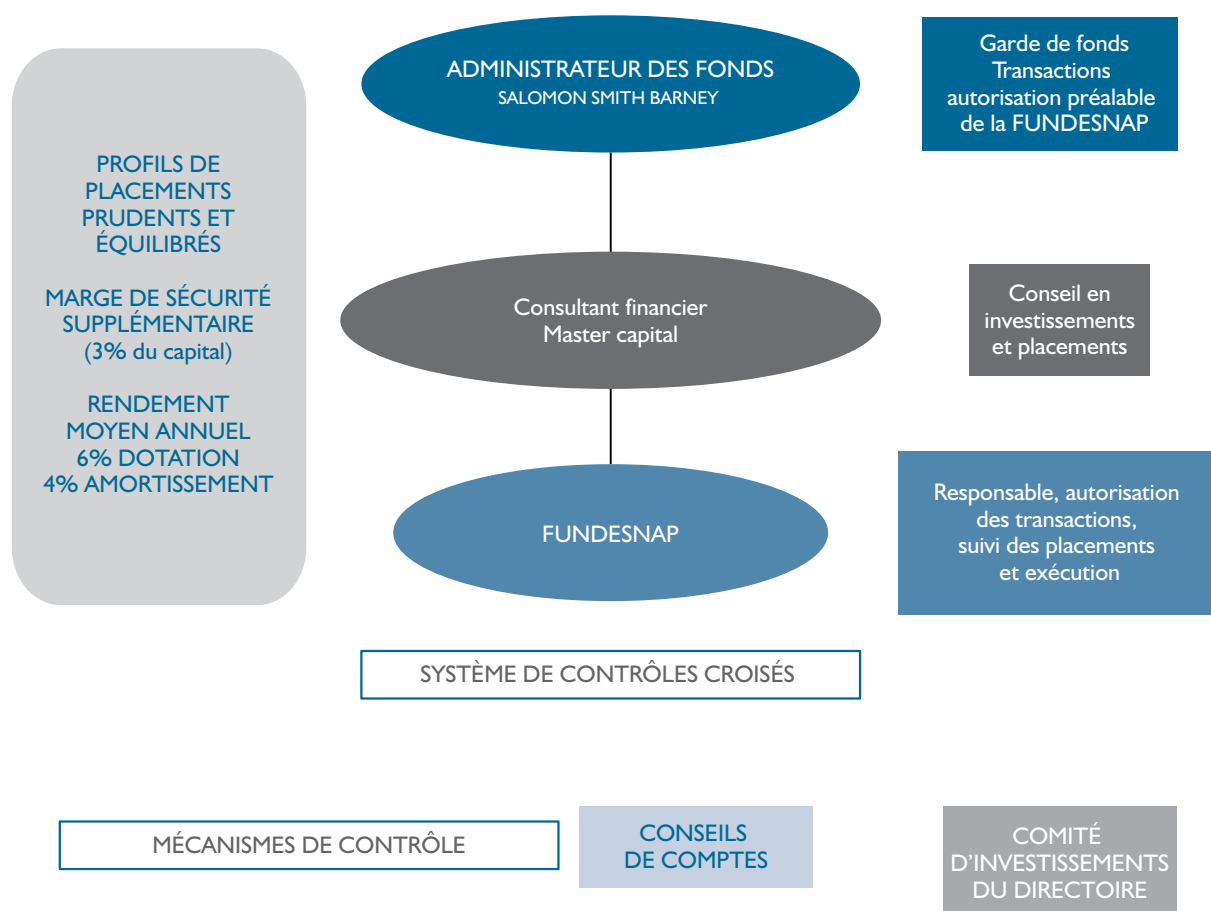 PROFILS DE
PLACEMENTS
PRUDENTS ET
ÉQUILIBRÉS
MARGE DE SÉCURITÉ
SUPPLÉMENTAIRE
(3% du capital)
RENDEMENT
MOYEN ANNUEL
6% DOTATION
4% AMORTISSEMENT
ADMINISTRATEUR DES FONDS
SALOMON SMITH BARNEY
Garde de fonds
Transactions
autorisation préalable
de la FUNDESNAP
Consultant financier
Master capital
Conseil en
investissements
et placements
FUNDESNAP
Responsable, autorisation
des transactions,
suivi des placements
et exécution
SYSTÈME DE CONTRÔLES CROISÉS
MÉCANISMES DE CONTRÔLE
CONSEILS
DE COMPTES
COMITÉ
D'INVESTISSEMENTS
DU DIRECTOIRE